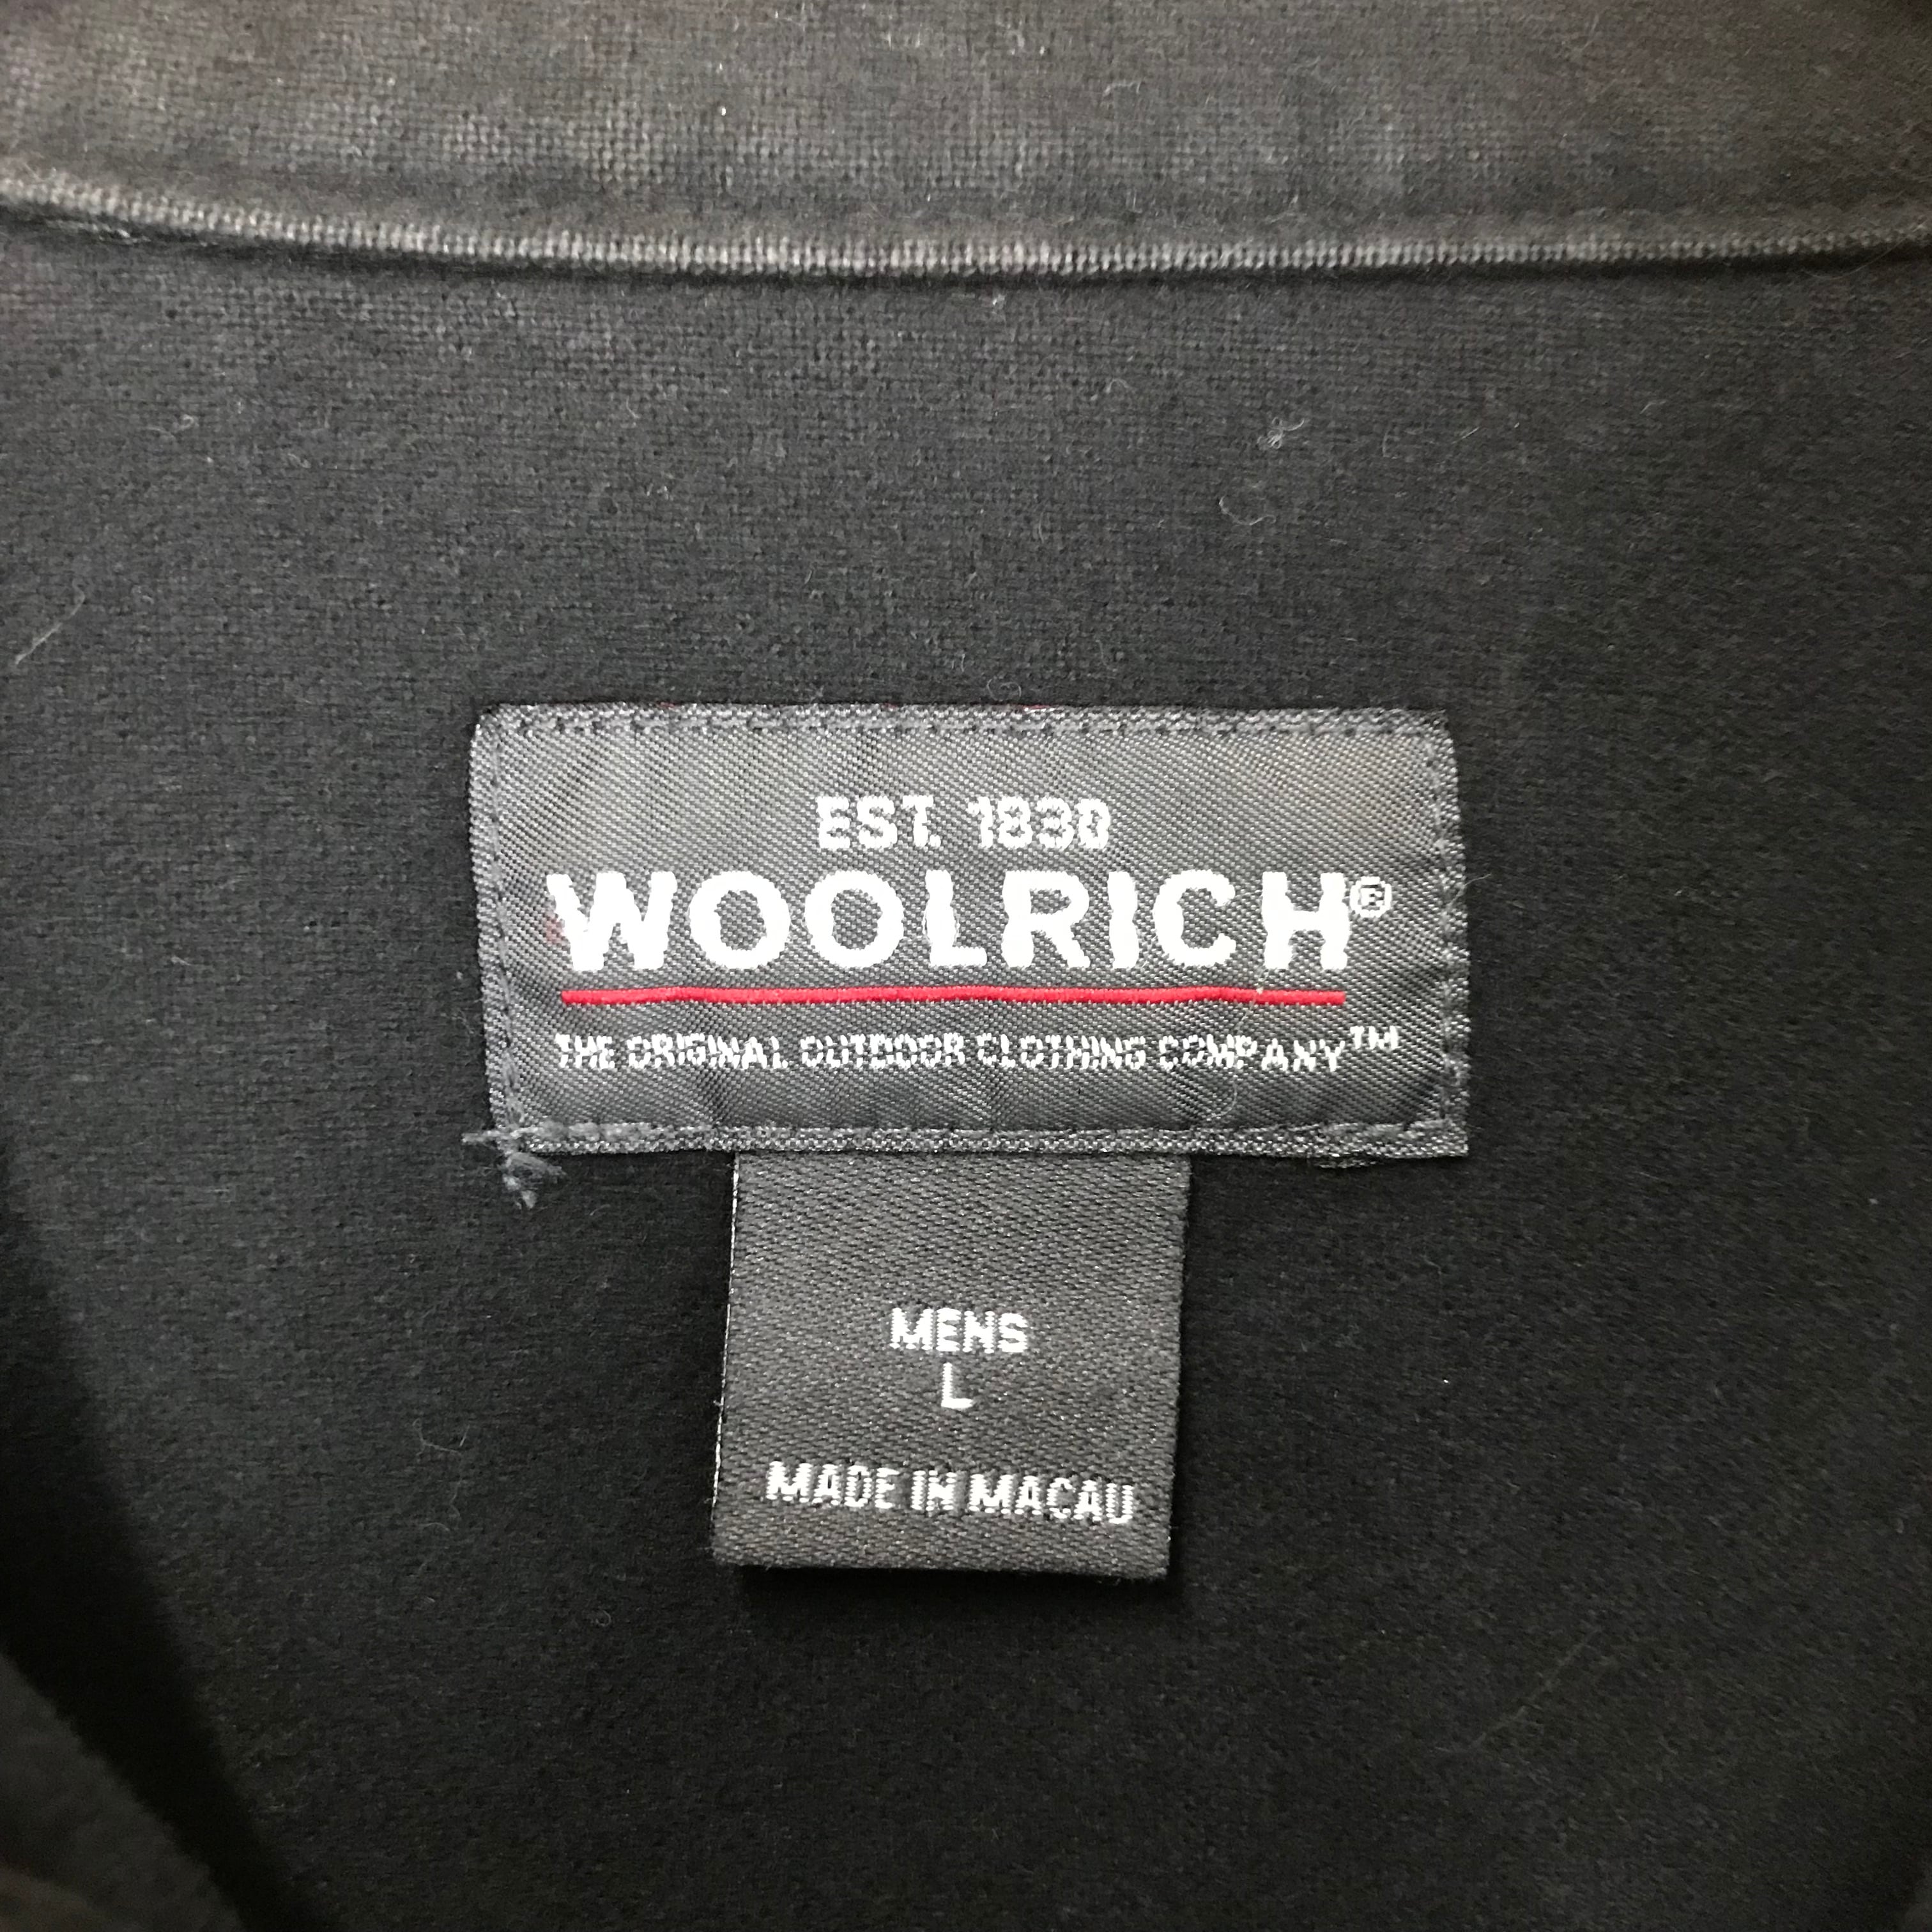 EST. 1830
WOOLRICH®
THE ORIGINAL OUTDOOR CLOTHING COMPANY™
MENS
L
MADE IN MACAU